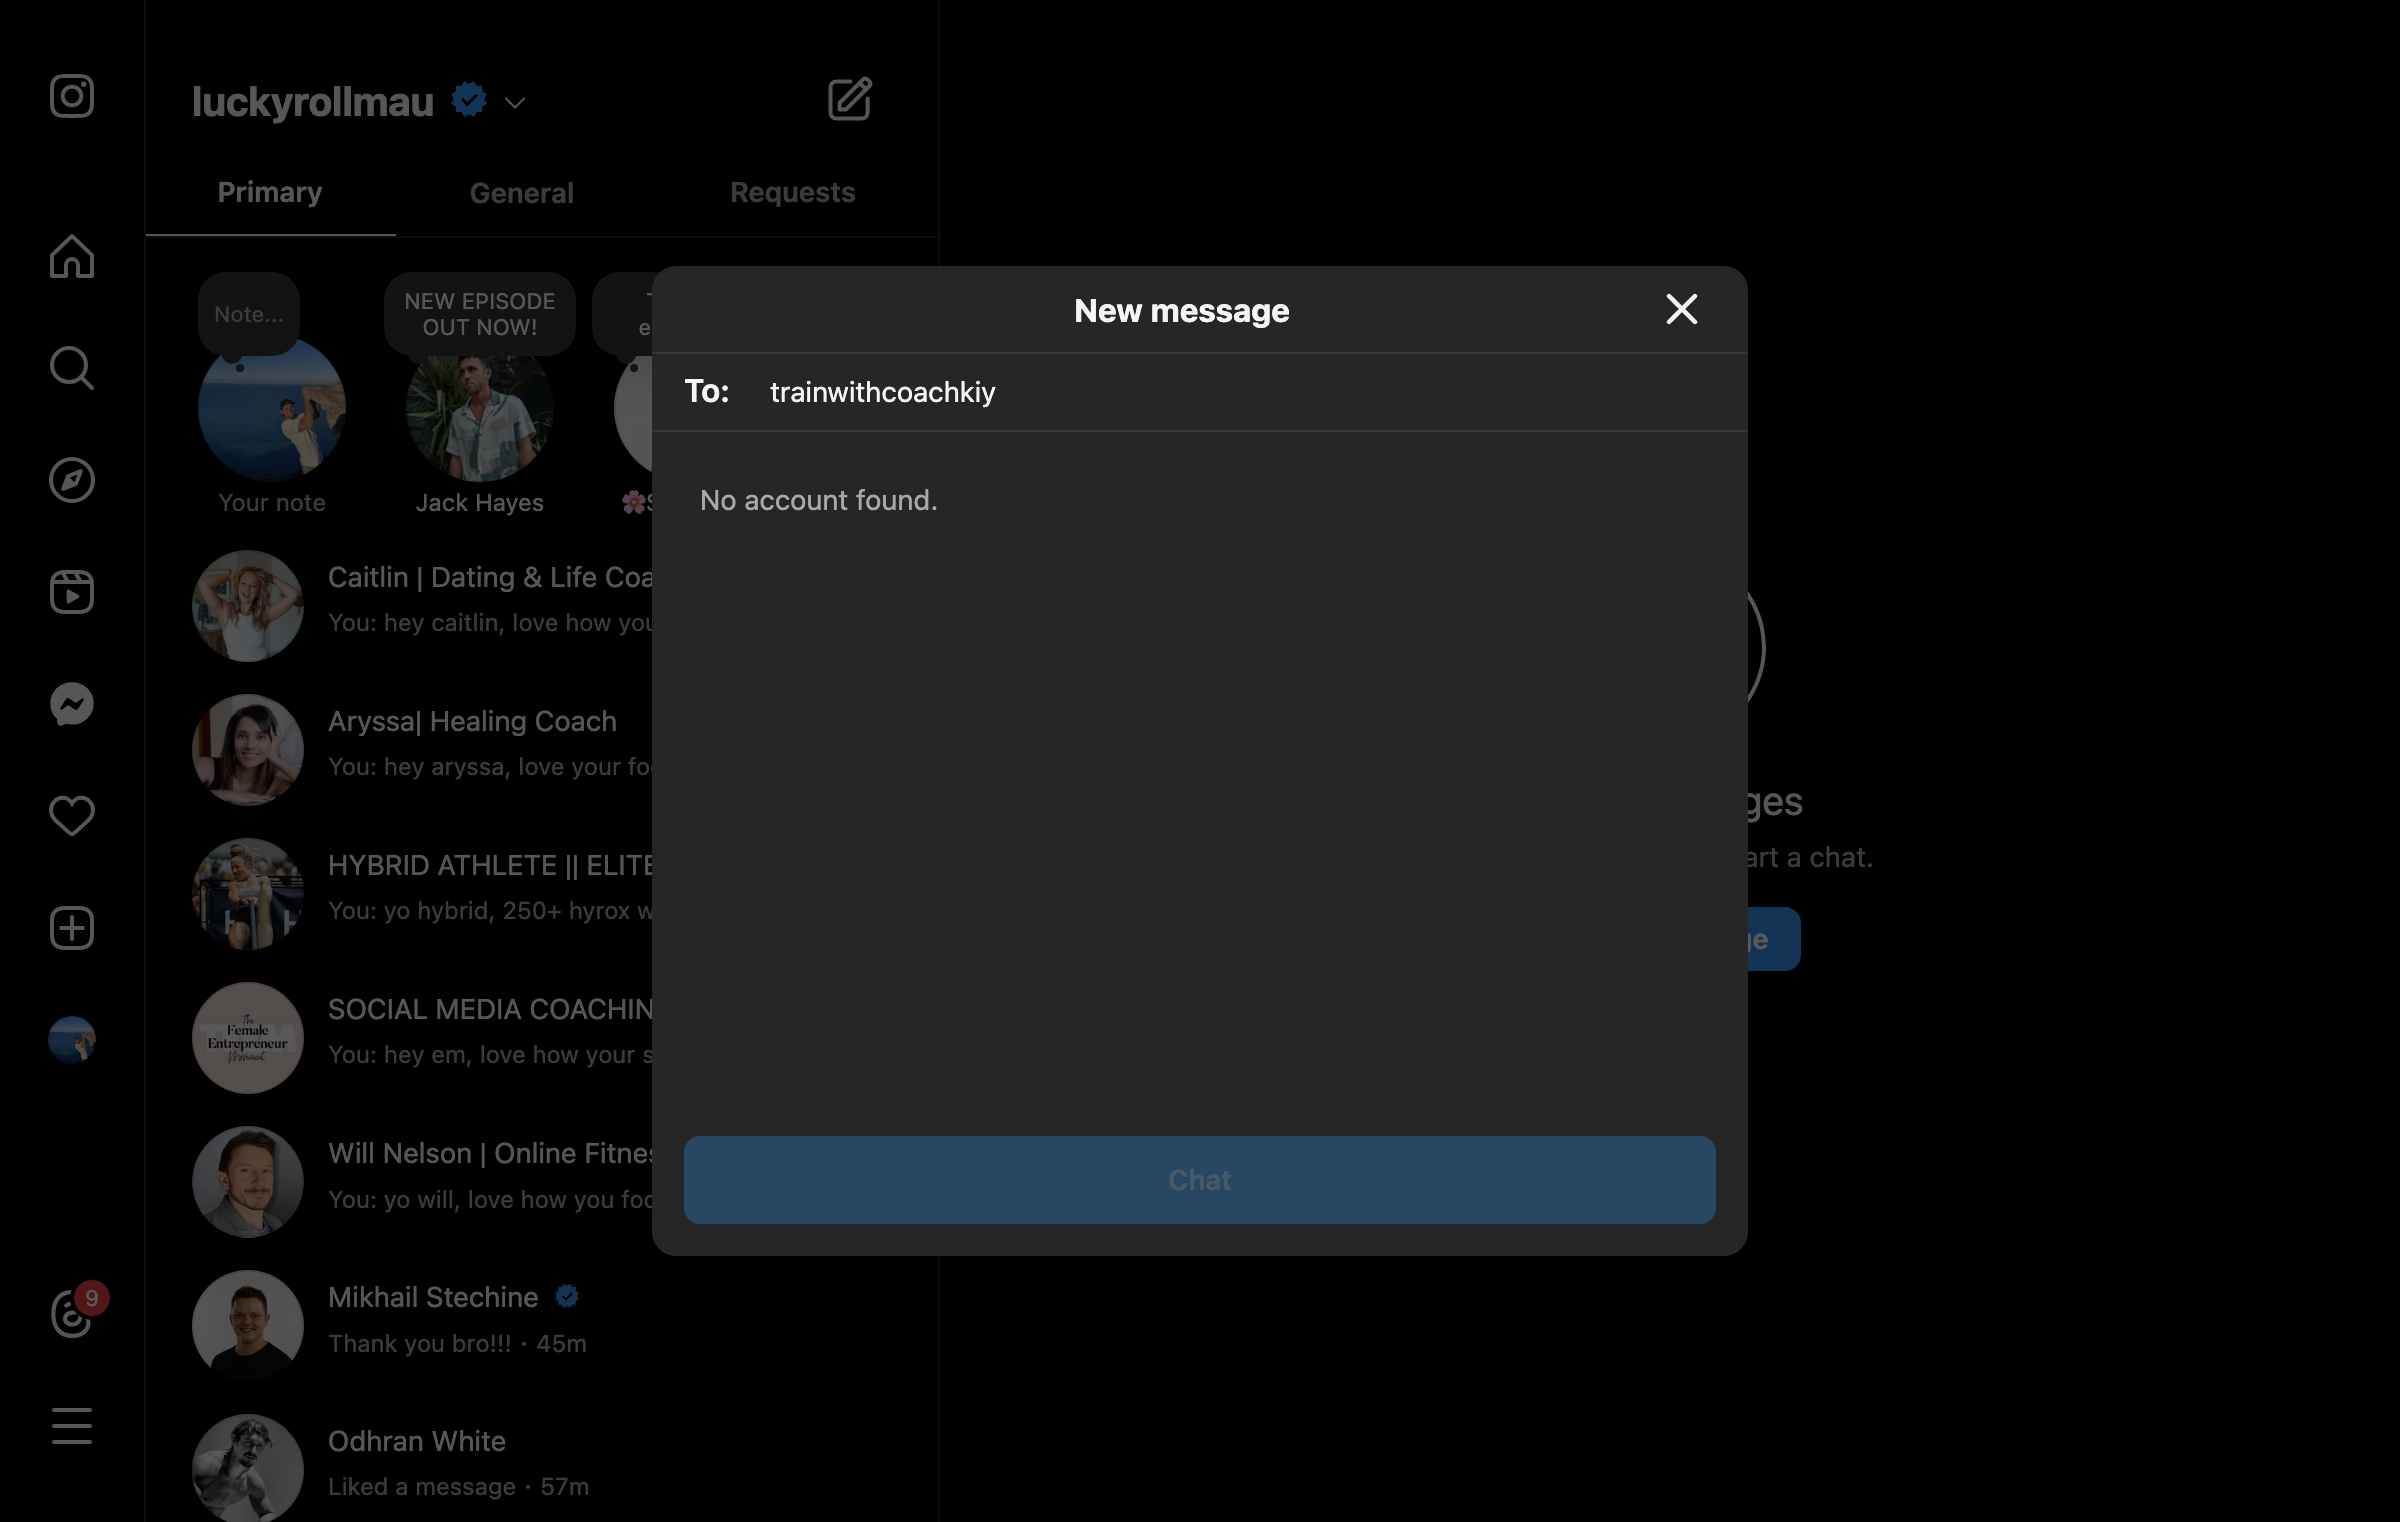 luckyrollmau
Primary
General
Requests
Note...
NEW EPISODE
OUT NOW!
Your note
Jack Hayes
Caitlin | Dating & Life Coa
You: hey caitlin, love how you
Aryssa| Healing Coach
You: hey aryssa, love your fo
HYBRID ATHLETE || ELITE
You: yo hybrid, 250+ hyrox w
SOCIAL MEDIA COACHIN
You: hey em, love how your s
The
Female
Entrepreneur
Movement
Will Nelson | Online Fitnes
You: yo will, love how you foc
Mikhail Stechine
Thank you bro!!! · 45m
Odhran White
Liked a message · 57m
9
New message
To: trainwithcoachkiy
No account found.
Chat
ges
art a chat.
ge